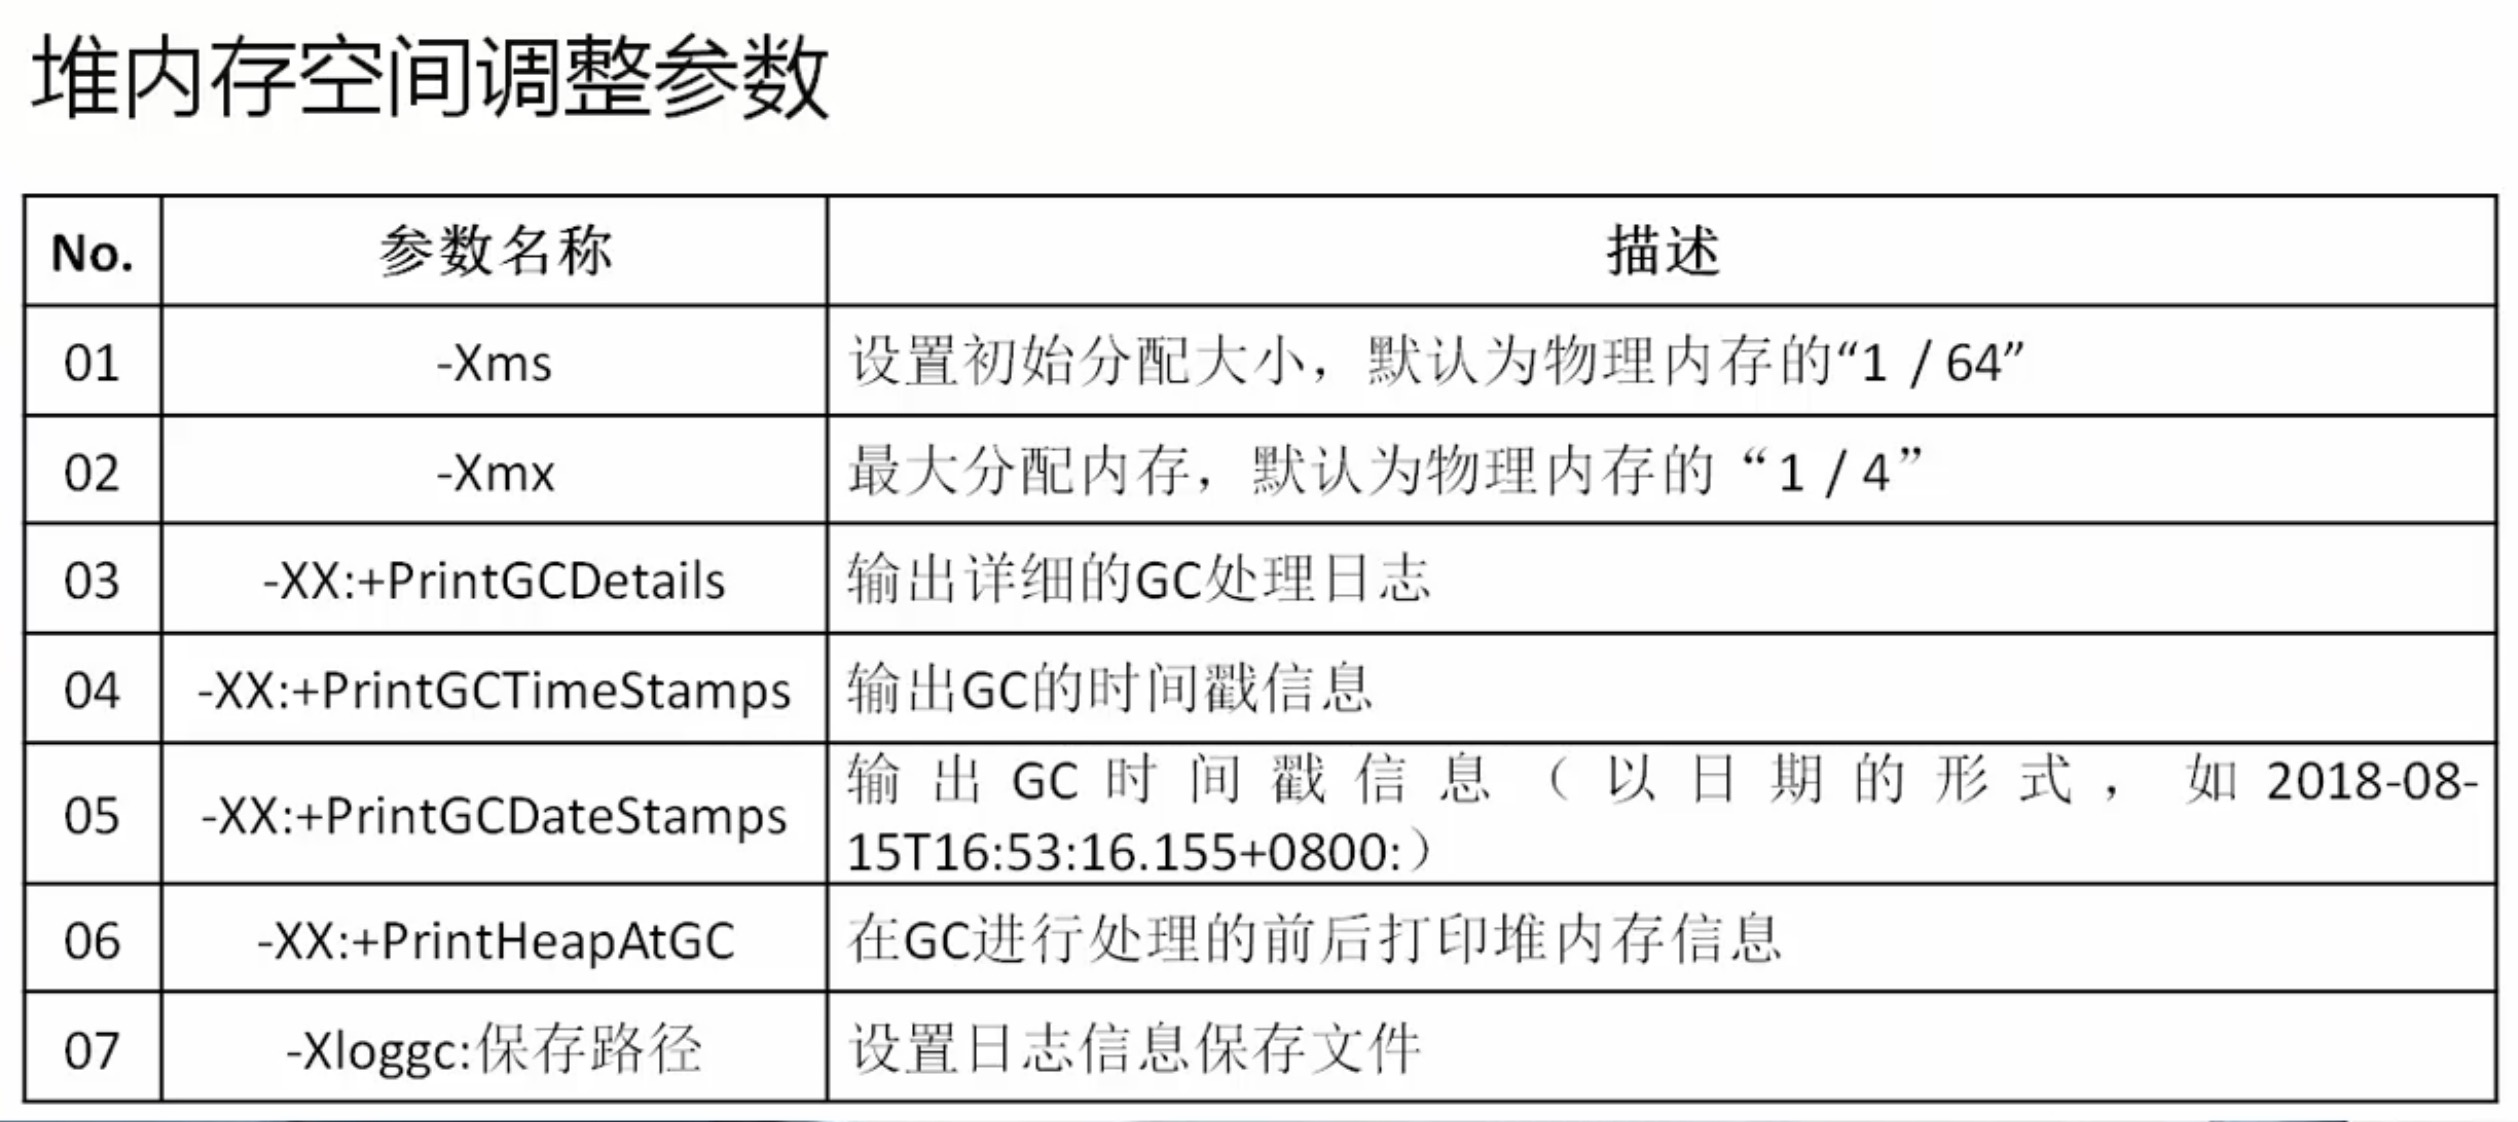 堆内存空间调整参数
No. 参数名称 描述
01 -Xms 设置初始分配大小，默认为物理内存的“1 / 64”
02 -Xmx 最大分配内存，默认为物理内存的“1 / 4”
03 -XX:+PrintGCDetails 输出详细的GC处理日志
04 -XX:+PrintGCTimeStamps 输出GC的时间戳信息
05 -XX:+PrintGCDateStamps 输出GC时间戳信息（以日期的形式，如2018-08-
15T16:53:16.155+0800:）
06 -XX:+PrintHeapAtGC 在GC进行处理的前后打印堆内存信息
07 -Xloggc:保存路径 设置日志信息保存文件